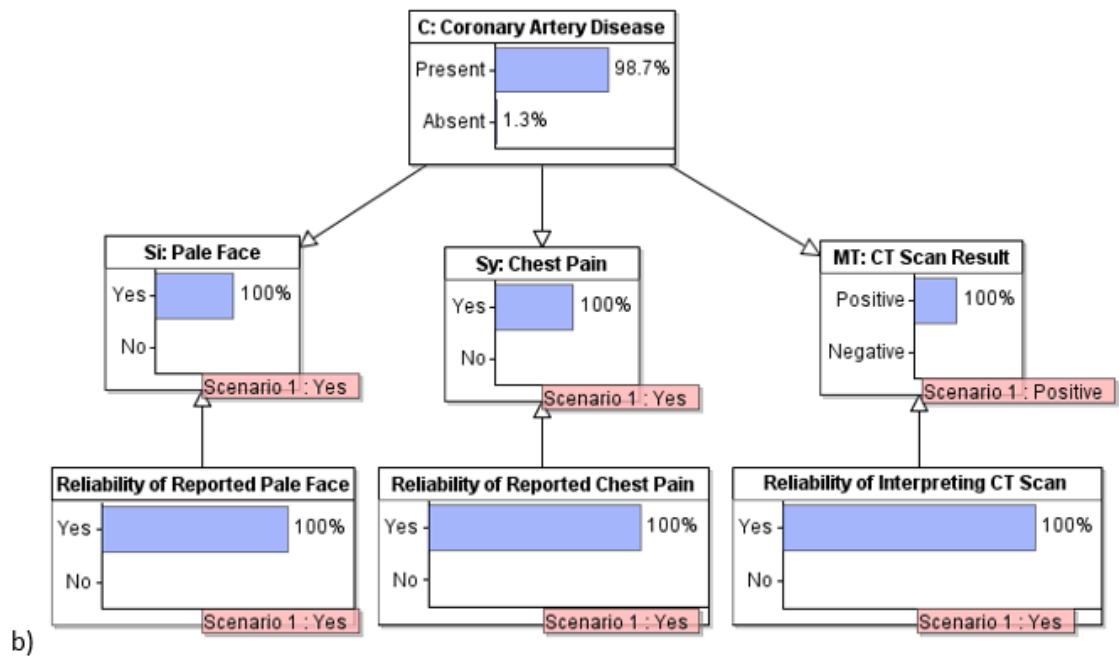 C: Coronary Artery Disease
Present 98.7%
Absent 1.3%
Si: Pale Face
Yes 100%
No
Scenario 1 : Yes
Sy: Chest Pain
Yes 100%
No
Scenario 1 : Yes
MT: CT Scan Result
Positive 100%
Negative
Scenario 1 : Positive
Reliability of Reported Pale Face
Yes 100%
No
Scenario 1 : Yes
Reliability of Reported Chest Pain
Yes 100%
No
Scenario 1 : Yes
Reliability of Interpreting CT Scan
Yes 100%
No
Scenario 1 : Yes
b)